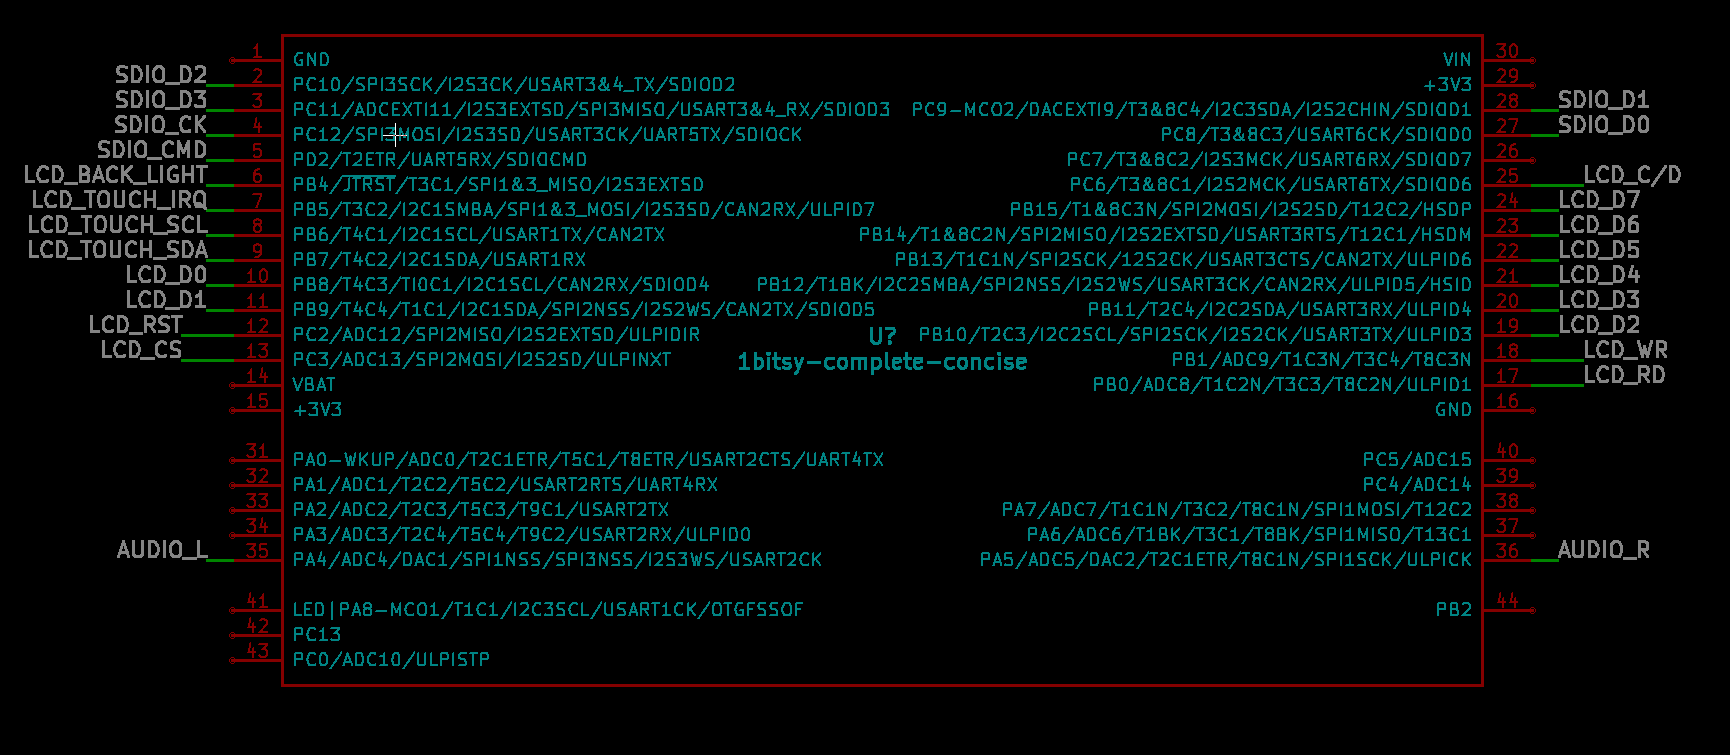 1 GND VIN 30
SDIO_D2 2 PC10/SPI3SCK/I2S3CK/USART3&4_TX/SDIOD2 +3V3 29
SDIO_D3 3 PC11/ADCEXTI11/I2S3EXTSD/SPI3MISO/USART3&4_RX/SDIOD3 PC9-MCO2/DACEXTI9/T3&8C4/I2C3SDA/I2S2CHIN/SDIOD1 28 SDIO_D1
SDIO_CK 4 PC12/SPI3MOSI/I2S3SD/USART3CK/UART5TX/SDIOCK PC8/T3&8C3/USART6CK/SDIOD0 27 SDIO_D0
SDIO_CMD 5 PD2/T2ETR/UART5RX/SDIOCMD PC7/T3&8C2/I2S3MCK/USART6RX/SDIOD7 26
LCD_BACK_LIGHT 6 PB4/JTRST/T3C1/SPI1&3_MISO/I2S3EXTSD PC6/T3&8C1/I2S2MCK/USART6TX/SDIOD6 25 LCD_C/D
LCD_TOUCH_IRQ 7 PB5/T3C2/I2C1SMBA/SPI1&3_MOSI/I2S3SD/CAN2RX/ULPID7 PB15/T1&8C3N/SPI2MOSI/I2S2SD/T12C2/HSDP 24 LCD_D7
LCD_TOUCH_SCL 8 PB6/T4C1/I2C1SCL/USART1TX/CAN2TX PB14/T1&8C2N/SPI2MISO/I2S2EXTSD/USART3RTS/T12C1/HSDM 23 LCD_D6
LCD_TOUCH_SDA 9 PB7/T4C2/I2C1SDA/USART1RX PB13/T1C1N/SPI2SCK/12S2CK/USART3CTS/CAN2TX/ULPID6 22 LCD_D5
LCD_D0 10 PB8/T4C3/TI0C1/I2C1SCL/CAN2RX/SDIOD4 PB12/T1BK/I2C2SMBA/SPI2NSS/I2S2WS/USART3CK/CAN2RX/ULPID5/HSID 21 LCD_D4
LCD_D1 11 PB9/T4C4/T1C1/I2C1SDA/SPI2NSS/I2S2WS/CAN2TX/SDIOD5 PB11/T2C4/I2C2SDA/USART3RX/ULPID4 20 LCD_D3
LCD_RST 12 PC2/ADC12/SPI2MISO/I2S2EXTSD/ULPIDIR U? PB10/T2C3/I2C2SCL/SPI2SCK/I2S2CK/USART3TX/ULPID3 19 LCD_D2
LCD_CS 13 PC3/ADC13/SPI2MOSI/I2S2SD/ULPINXT 1bitsy-complete-concise PB1/ADC9/T1C3N/T3C4/T8C3N 18 LCD_WR
14 VBAT PB0/ADC8/T1C2N/T3C3/T8C2N/ULPID1 17 LCD_RD
15 +3V3 GND 16
31 PA0-WKUP/ADC0/T2C1ETR/T5C1/T8ETR/USART2CTS/UART4TX PC5/ADC15 40
32 PA1/ADC1/T2C2/T5C2/USART2RTS/UART4RX PC4/ADC14 39
33 PA2/ADC2/T2C3/T5C3/T9C1/USART2TX PA7/ADC7/T1C1N/T3C2/T8C1N/SPI1MOSI/T12C2 38
34 PA3/ADC3/T2C4/T5C4/T9C2/USART2RX/ULPID0 PA6/ADC6/T1BK/T3C1/T8BK/SPI1MISO/T13C1 37
AUDIO_L 35 PA4/ADC4/DAC1/SPI1NSS/SPI3NSS/I2S3WS/USART2CK PA5/ADC5/DAC2/T2C1ETR/T8C1N/SPI1SCK/ULPICK 36 AUDIO_R
41 LED|PA8-MCO1/T1C1/I2C3SCL/USART1CK/OTGFSSOF PB2 44
42 PC13
43 PC0/ADC10/ULPISTP